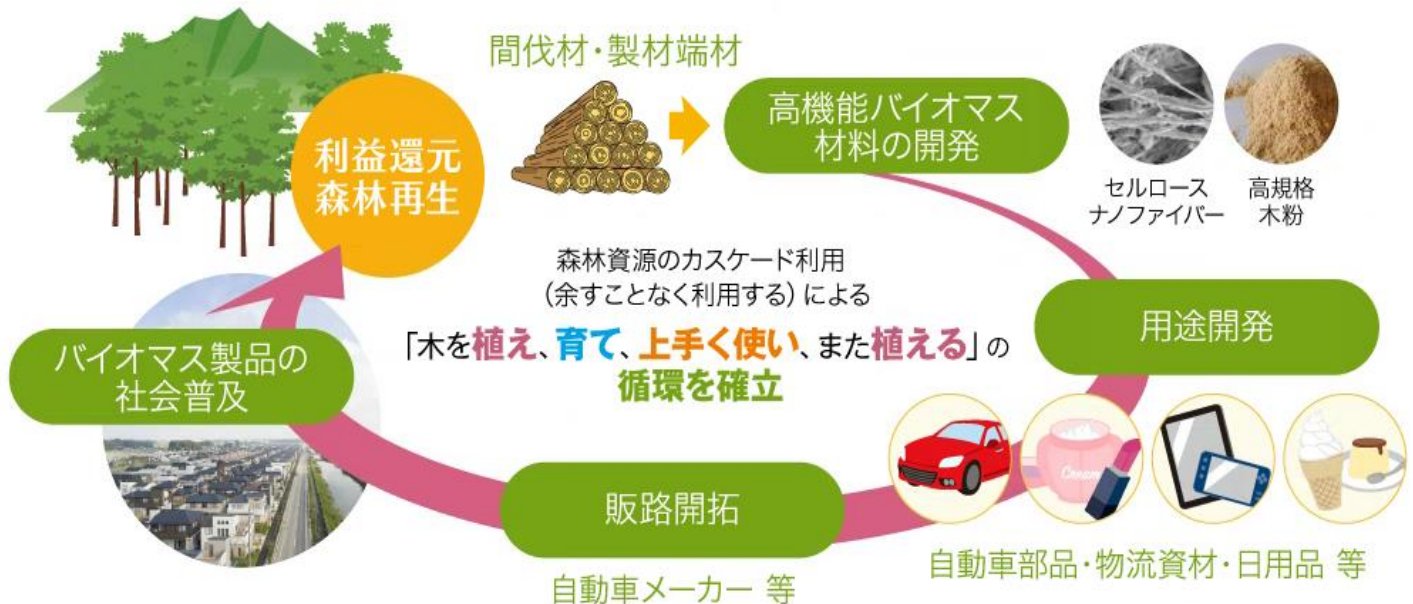 間伐材・製材端材
利益還元
森林再生
高機能バイオマス
材料の開発
セルロース
ナノファイバー
高規格
木粉
森林資源のカスケード利用
(余すことなく利用する)による
「木を植え、育て、上手く使い、また植える」の
循環を確立
用途開発
バイオマス製品の
社会普及
Cream
販路開拓
自動車部品・物流資材・日用品 等
自動車メーカー 等